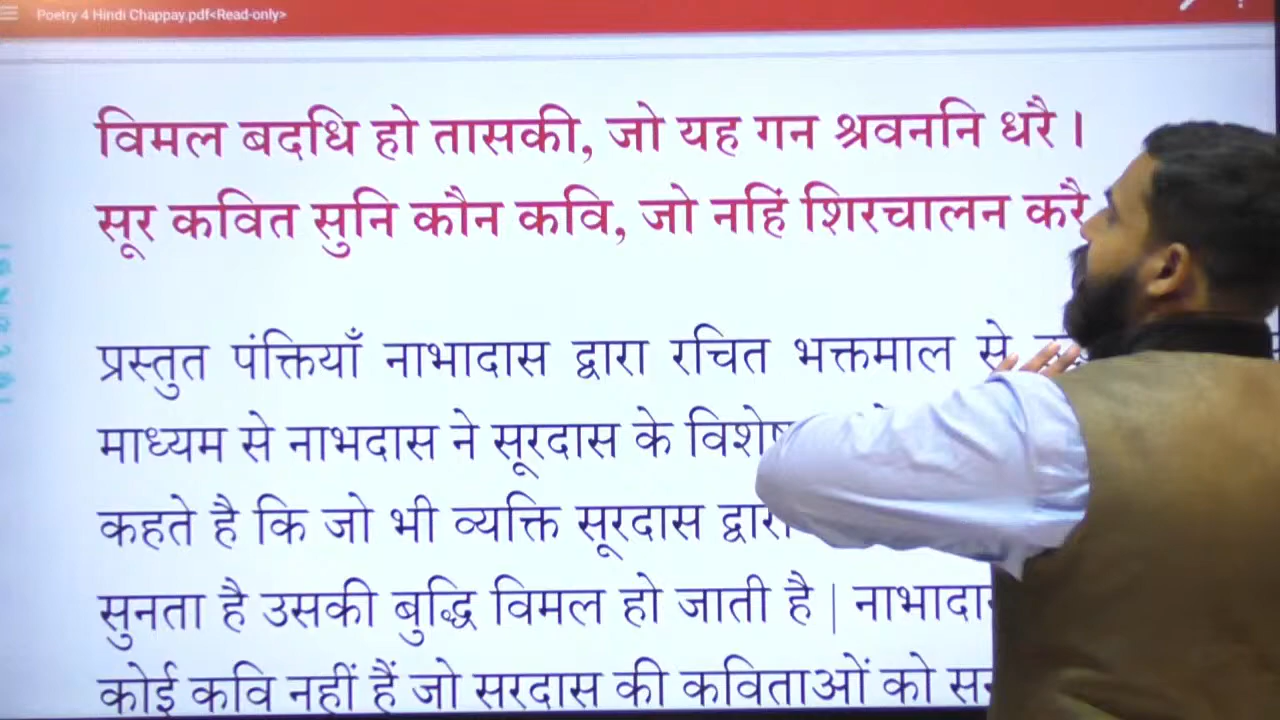 Poetry 4 Hindi Chappay.pdf<Read-only>
विमल बदधि हो तासकी, जो यह गन श्रवननि धरै ।
सूर कवित सुनि कौन कवि, जो नहिं शिरचालन करै
प्रस्तुत पंक्तियाँ नाभादास द्वारा रचित भक्तमाल से
माध्यम से नाभदास ने सूरदास के
कहते है कि जो भी व्यक्ति सूरदास द्वारा
सुनता है उसकी बुद्धि विमल हो जाती है |
कोई कवि नहीं हैं जो सरदास की कविताओं को